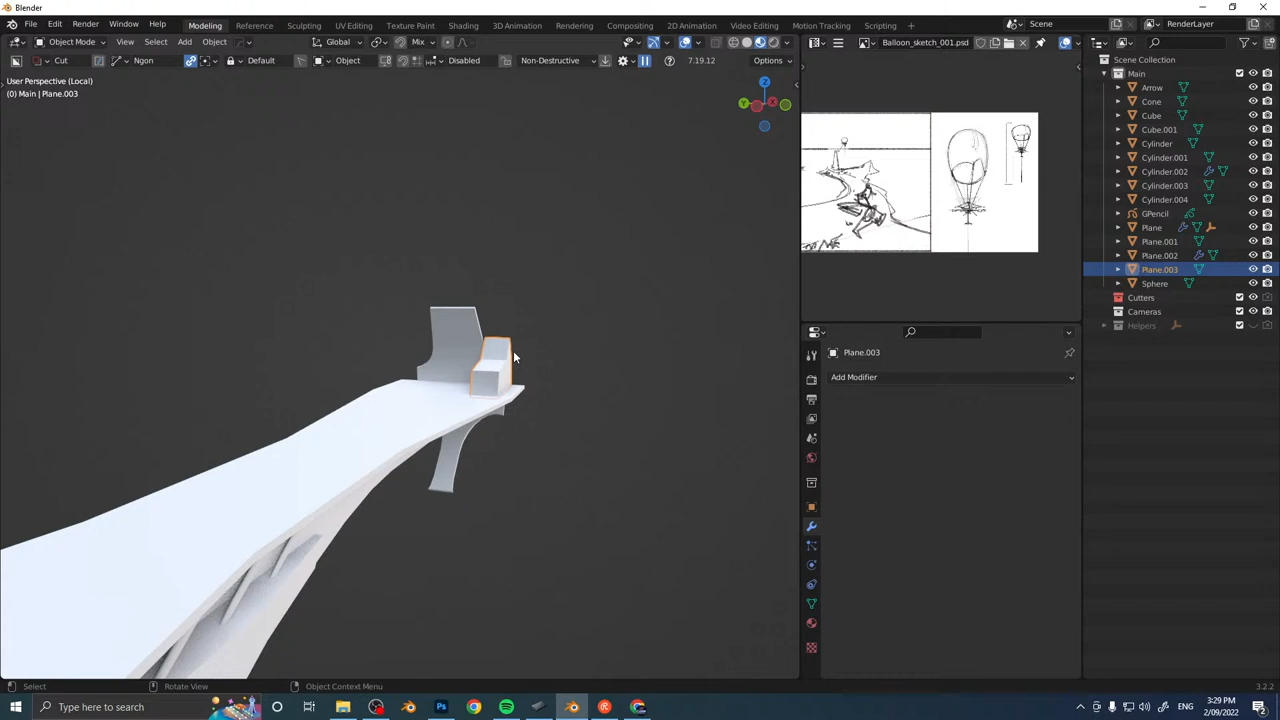 Blender
File Edit Render Window Help Modeling Reference Sculpting UV Editing Texture Paint Shading 3D Animation Rendering Compositing 2D Animation Video Editing Motion Tracking Scripting + Scene RenderLayer
Object Mode View Select Add Object Global Mix Balloon_sketch_001.psd
Cut Ngon Default Object Disabled Non-Destructive 7.19.12 Options
User Perspective (Local)
(0) Main | Plane.003
Z
Y
X
Scene Collection
Main
Arrow
Cone
Cube
Cube.001
Cylinder
Cylinder.001
Cylinder.002
Cylinder.003
Cylinder.004
GPencil
Plane
Plane.001
Plane.002
Plane.003
Sphere
Cutters
Cameras
Helpers
Plane.003
Add Modifier
Select Rotate View Object Context Menu 3.2.2
Type here to search
Ps
ENG
3:29 PM
2/09/2022